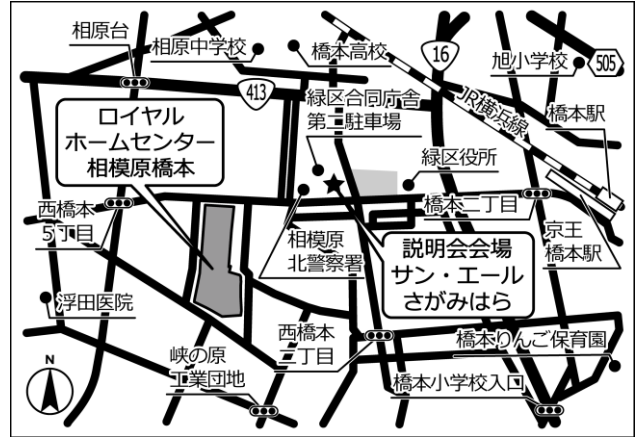 相原台
相原中学校
橋本高校
16
旭小学校
505
413
JR横浜線
橋本駅
ロイヤル
ホームセンター
相模原橋本
緑区合同庁舎
第二駐車場
緑区役所
西橋本
5丁目
橋本二丁目
京王
橋本駅
相模原
北警察署
説明会会場
サン・エール
さがみはら
浮田医院
峡の原
工業団地
西橋本
二丁目
橋本りんご保育園
橋本小学校入口
N